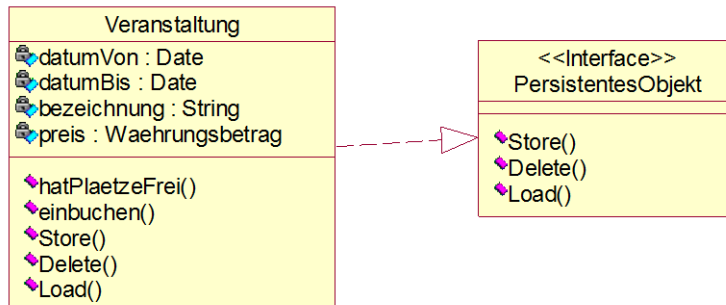 Veranstaltung
datumVon : Date
datumBis : Date
bezeichnung : String
preis : Waehrungsbetrag
hatPlaetzeFrei()
einbuchen()
Store()
Delete()
Load()
<<Interface>>
PersistentesObjekt
Store()
Delete()
Load()